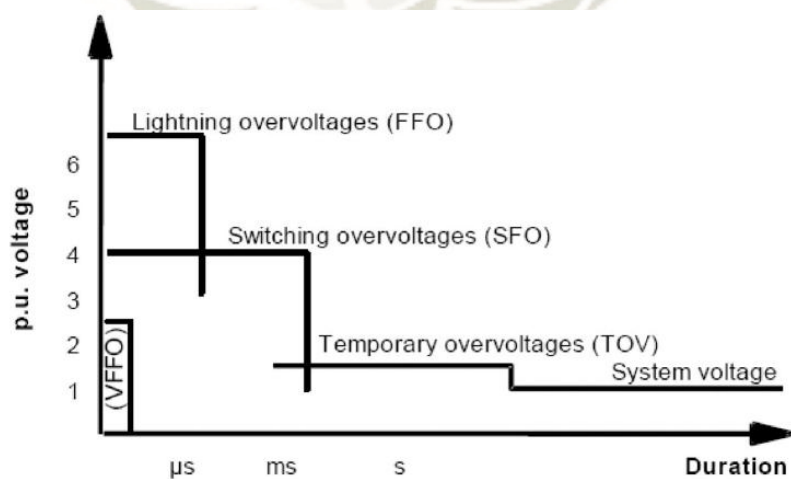 Lightning overvoltages (FFO)
6
5
Switching overvoltages (SFO)
4
3
Temporary overvoltages (TOV)
2
System voltage
1
p.u. voltage
(VFFO)
µs ms s Duration